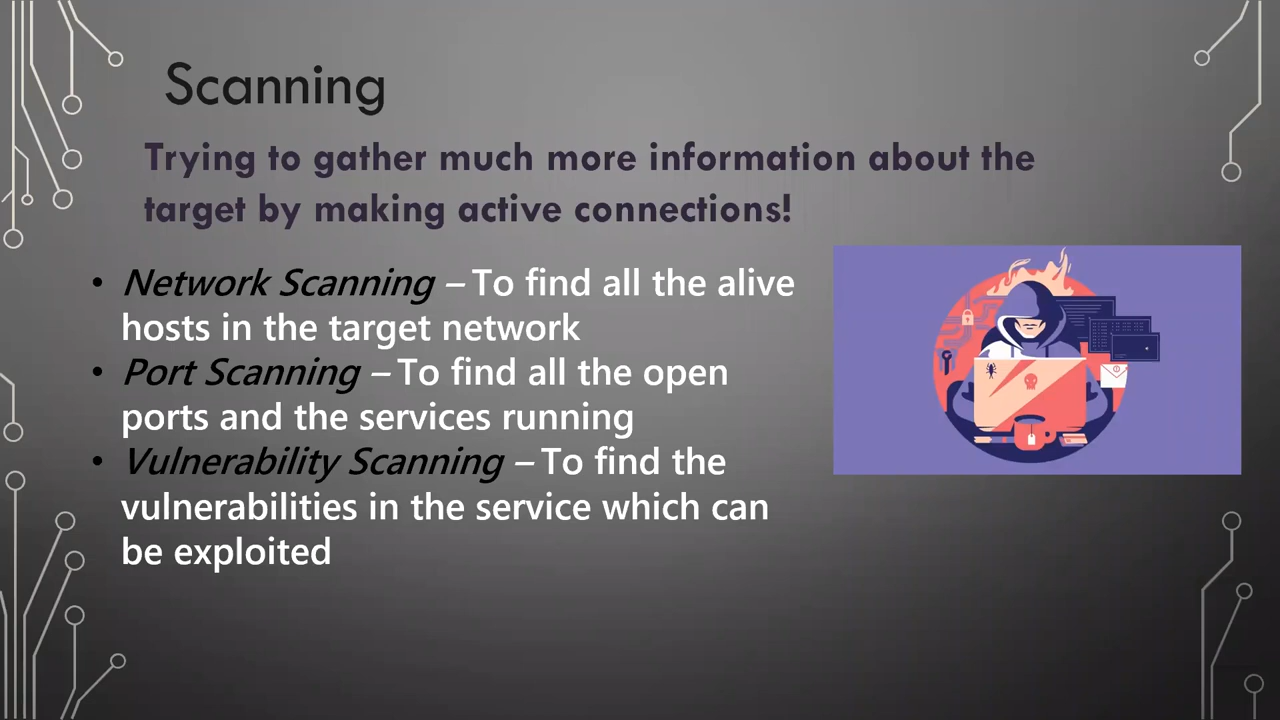 Scanning
Trying to gather much more information about the
target by making active connections!
• Network Scanning – To find all the alive
hosts in the target network
• Port Scanning – To find all the open
ports and the services running
• Vulnerability Scanning – To find the
vulnerabilities in the service which can
be exploited